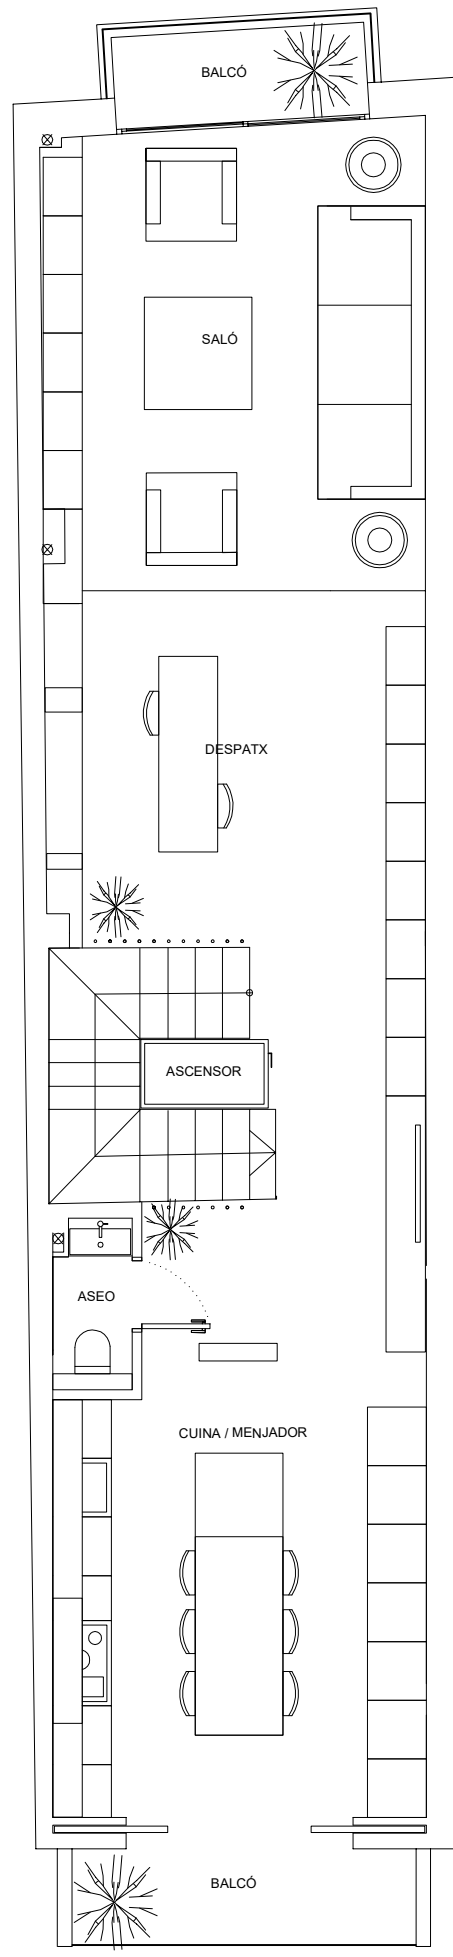 BALCÓ
SALÓ
DESPATX
ASCENSOR
ASEO
CUINA / MENJADOR
BALCÓ